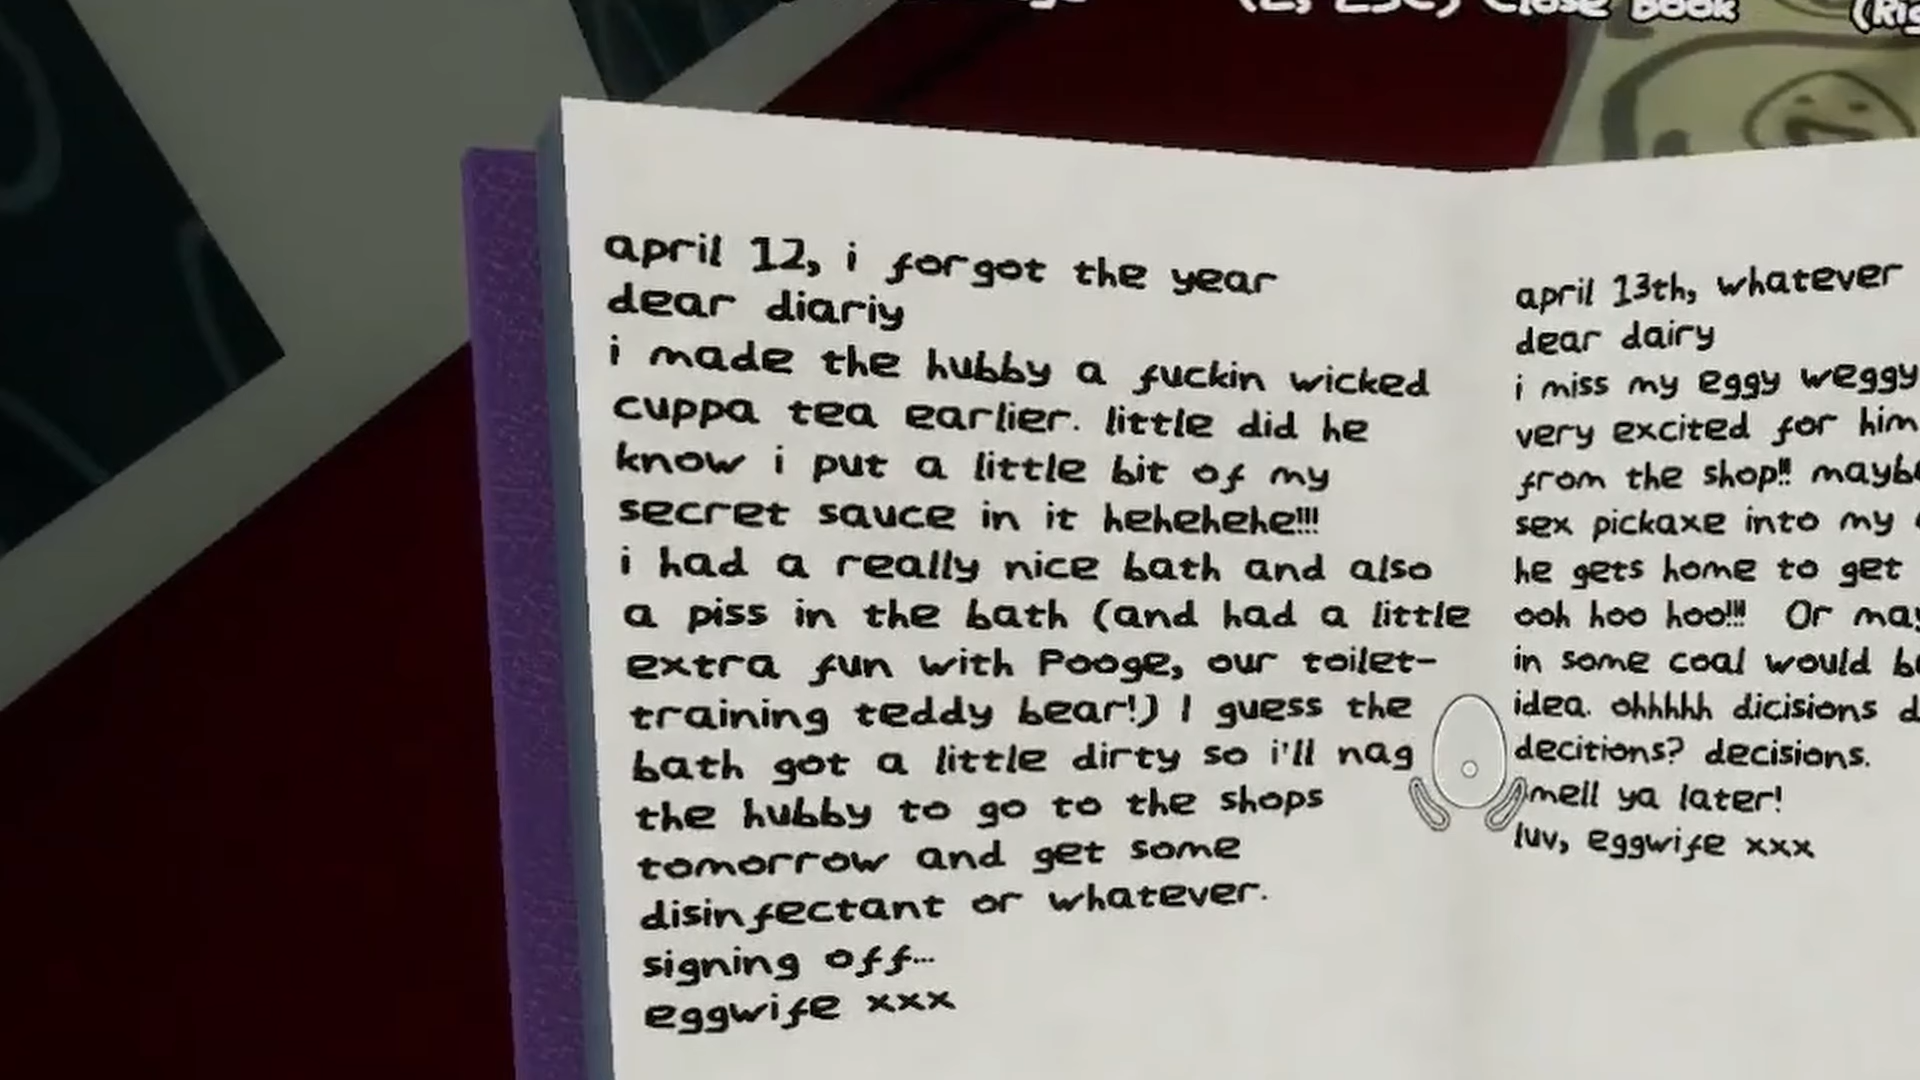 Close Book
april 12, i forgot the year
dear diariy
i made the hubby a fuckin wicked
cuppa tea earlier. little did he
know i put a little bit of my
secret sauce in it hehehehe!!!
i had a really nice bath and also
a piss in the bath (and had a little
extra fun with Pooge, our toilet-
training teddy bear!) I guess the
bath got a little dirty so i'll nag
the hubby to go to the shops
tomorrow and get some
disinfectant or whatever.
signing off...
eggwife xxx
april 13th, whatever
dear dairy
i miss my eggy weggy
very excited for him
from the shop!! 
sex pickaxe into my
he gets home to get
ooh hoo hoo!!! Or
in some coal would
idea. ohhhhh dicisions
decitions? decisions.
smell ya later!
luv, eggwife xxx